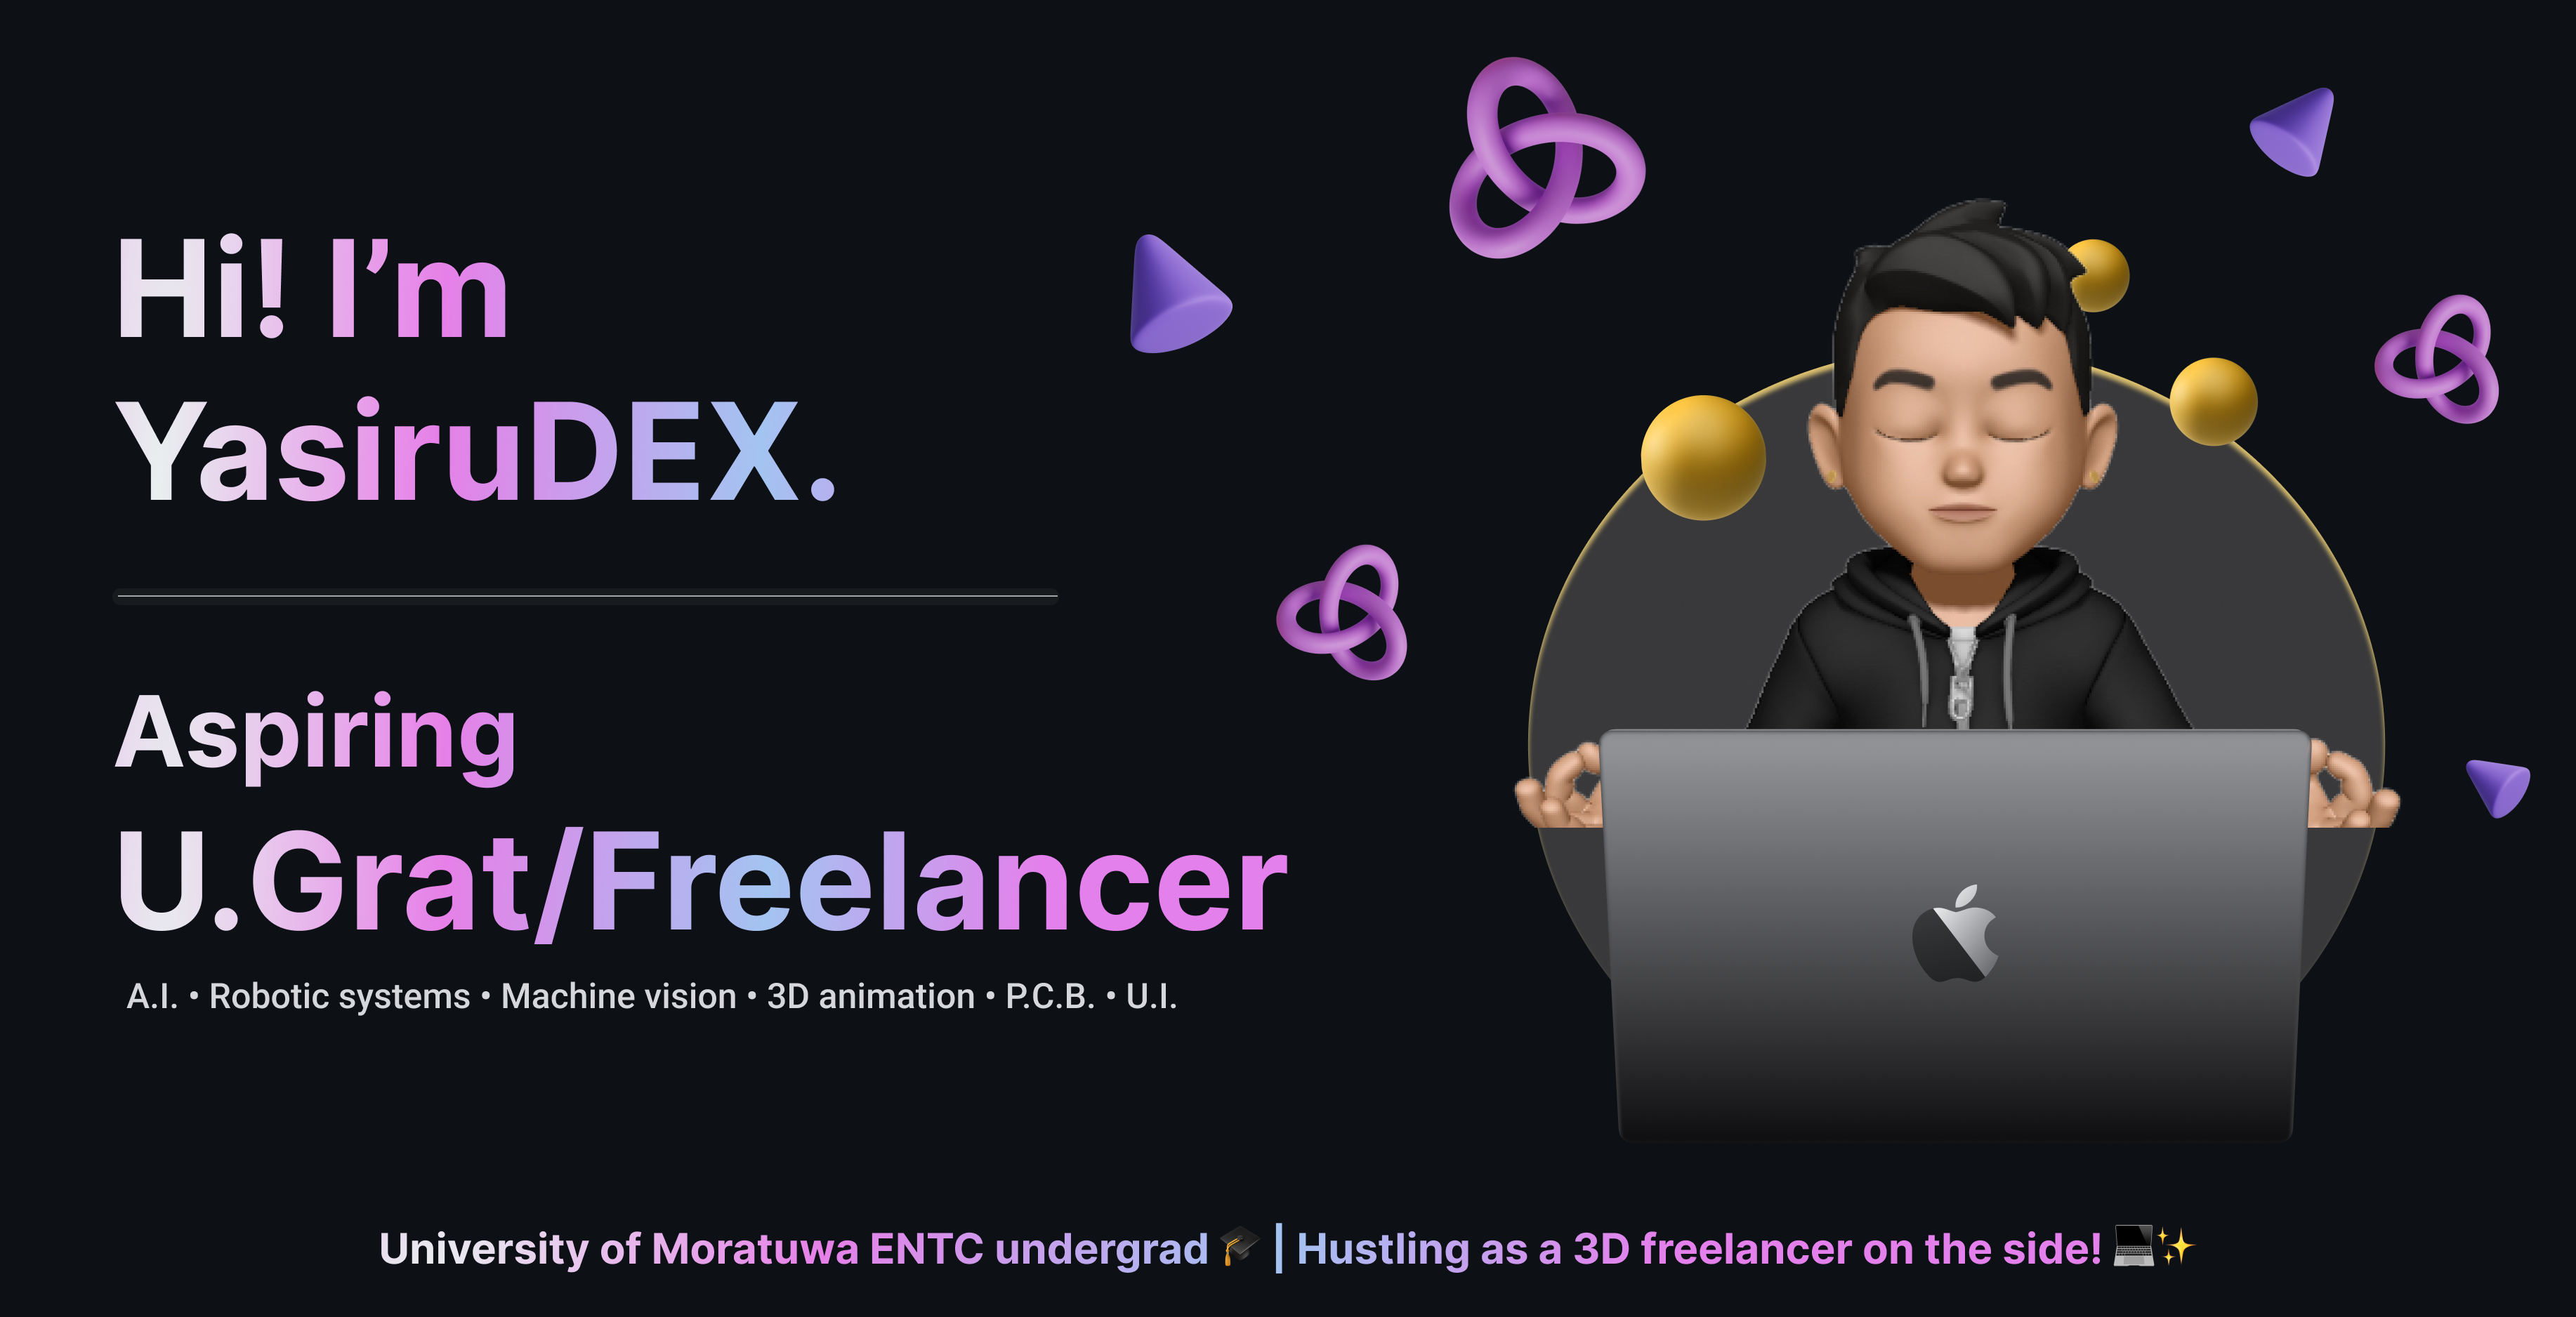 Hi! I’m
YasiruDEX.
Aspiring
U.Grat/Freelancer
A.I. • Robotic systems • Machine vision • 3D animation • P.C.B. • U.I.
University of Moratuwa ENTC undergrad 🎓 | Hustling as a 3D freelancer on the side! 💻✨